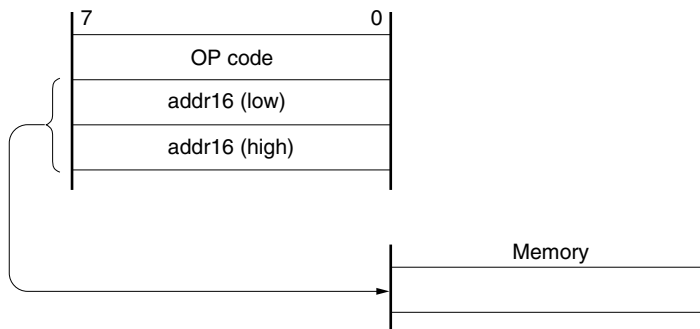 7 0
OP code
addr16 (low)
addr16 (high)
Memory